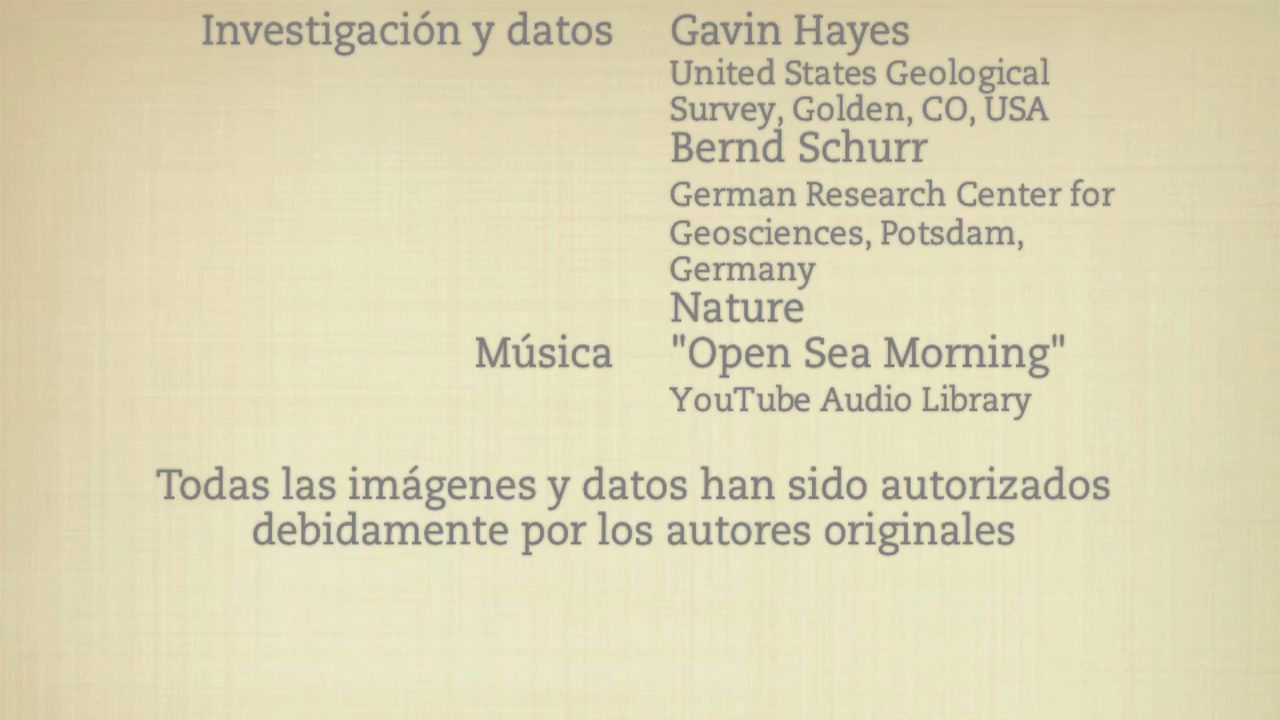 Investigación y datos Gavin Hayes
United States Geological
Survey, Golden, CO, USA
Bernd Schurr
German Research Center for
Geosciences, Potsdam,
Germany
Nature
Música "Open Sea Morning"
YouTube Audio Library
Todas las imágenes y datos han sido autorizados
debidamente por los autores originales